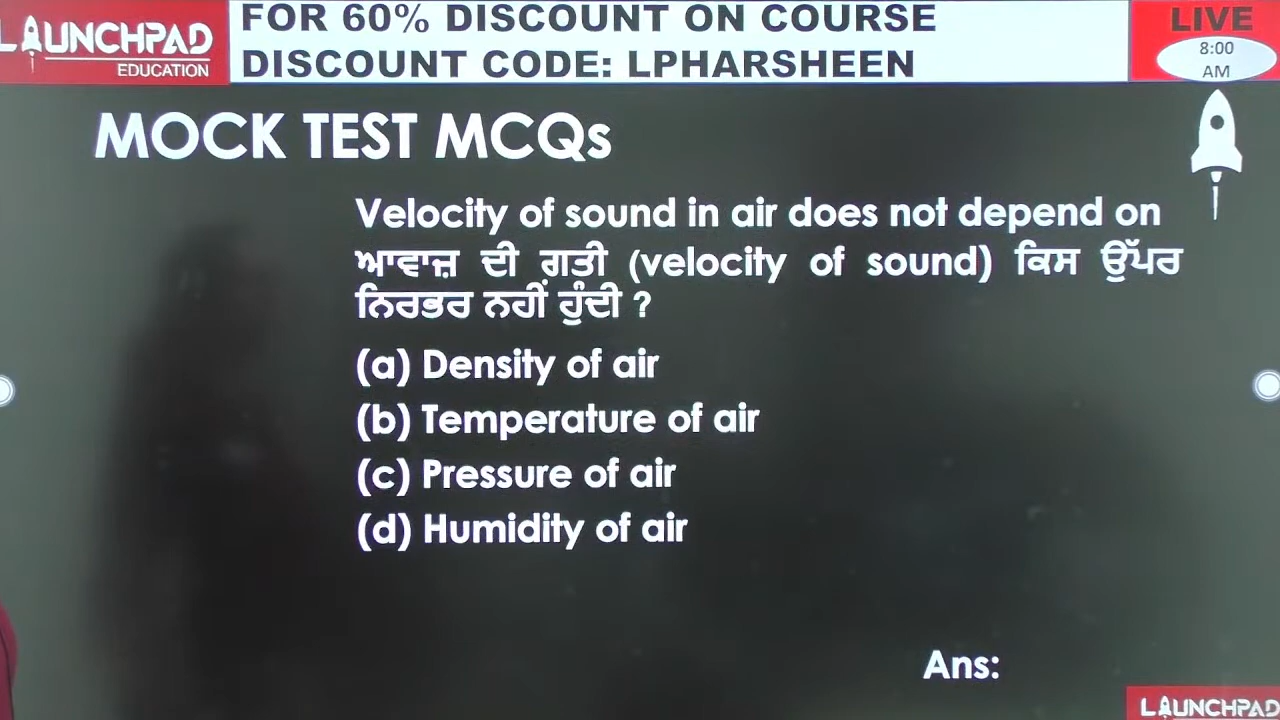 LAUNCHPAD
EDUCATION
FOR 60% DISCOUNT ON COURSE
DISCOUNT CODE: LPHARSHEEN
LIVE
8:00
AM
MOCK TEST MCQs
Velocity of sound in air does not depend on
ਆਵਾਜ਼ ਦੀ ਗਤੀ (velocity of sound) ਕਿਸ ਉੱਪਰ
ਨਿਰਭਰ ਨਹੀਂ ਹੁੰਦੀ ?
(a) Density of air
(b) Temperature of air
(c) Pressure of air
(d) Humidity of air
Ans:
LAUNCHPAD